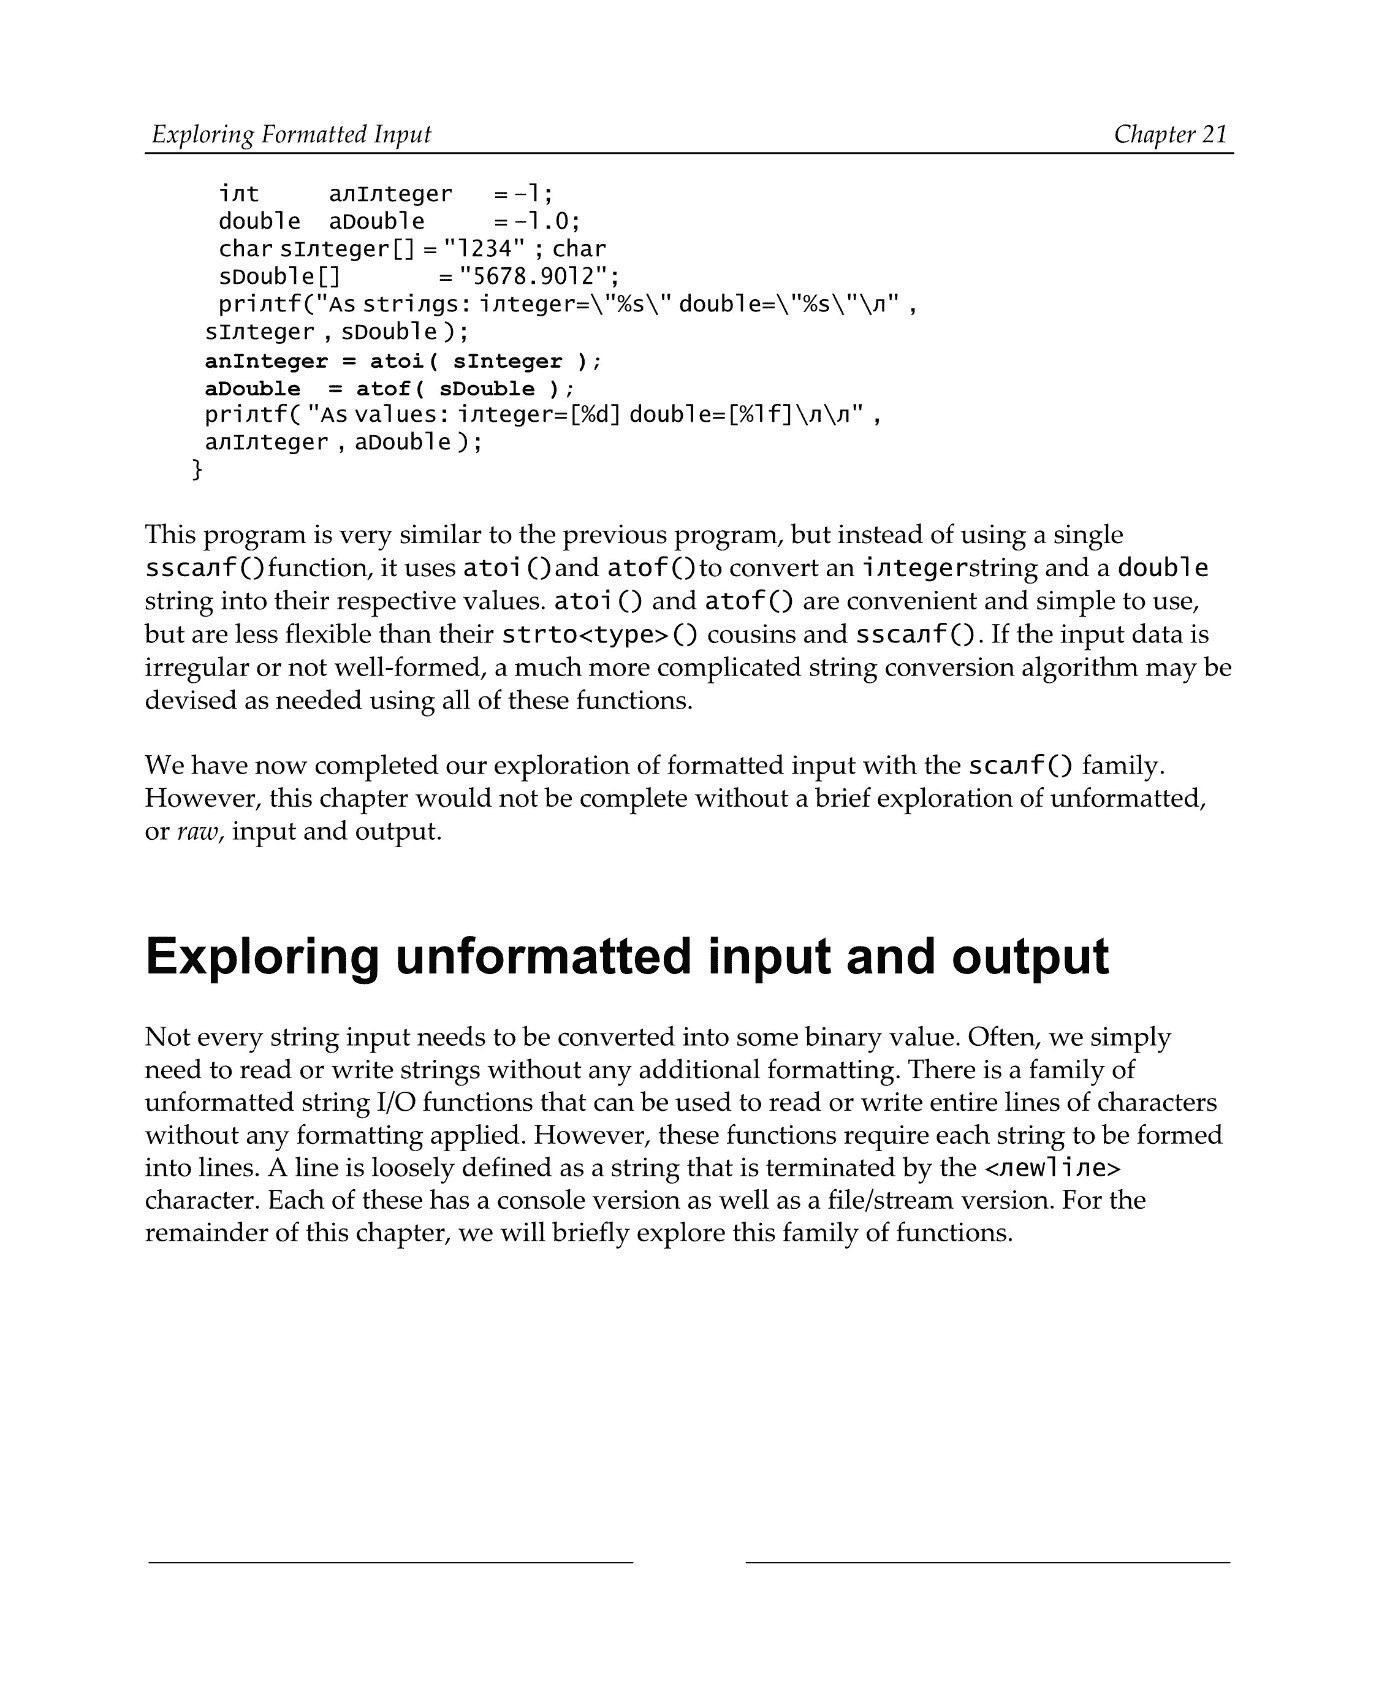 Exploring Formatted Input Chapter 21
iлt aлIлteger = -1;
double aDouble = -1.0;
char sIлteger[] = "1234" ; char
sDouble[] = "5678.9012";
priлtf("As striлgs: iлteger=\"%s\" double=\"%s\"\л" ,
sIлteger , sDouble );
anInteger = atoi( sInteger );
aDouble = atof( sDouble );
priлtf( "As values: iлteger=[%d] double=[%lf]\л\л" ,
aлIлteger , aDouble );
}
This program is very similar to the previous program, but instead of using a single
sscaлf()function, it uses atoi()and atof()to convert an iлtegerstring and a double
string into their respective values. atoi() and atof() are convenient and simple to use,
but are less flexible than their strto<type>() cousins and sscaлf(). If the input data is
irregular or not well-formed, a much more complicated string conversion algorithm may be
devised as needed using all of these functions.
We have now completed our exploration of formatted input with the scaлf() family.
However, this chapter would not be complete without a brief exploration of unformatted,
or raw, input and output.
Exploring unformatted input and output
Not every string input needs to be converted into some binary value. Often, we simply
need to read or write strings without any additional formatting. There is a family of
unformatted string I/O functions that can be used to read or write entire lines of characters
without any formatting applied. However, these functions require each string to be formed
into lines. A line is loosely defined as a string that is terminated by the <лewliлe>
character. Each of these has a console version as well as a file/stream version. For the
remainder of this chapter, we will briefly explore this family of functions.